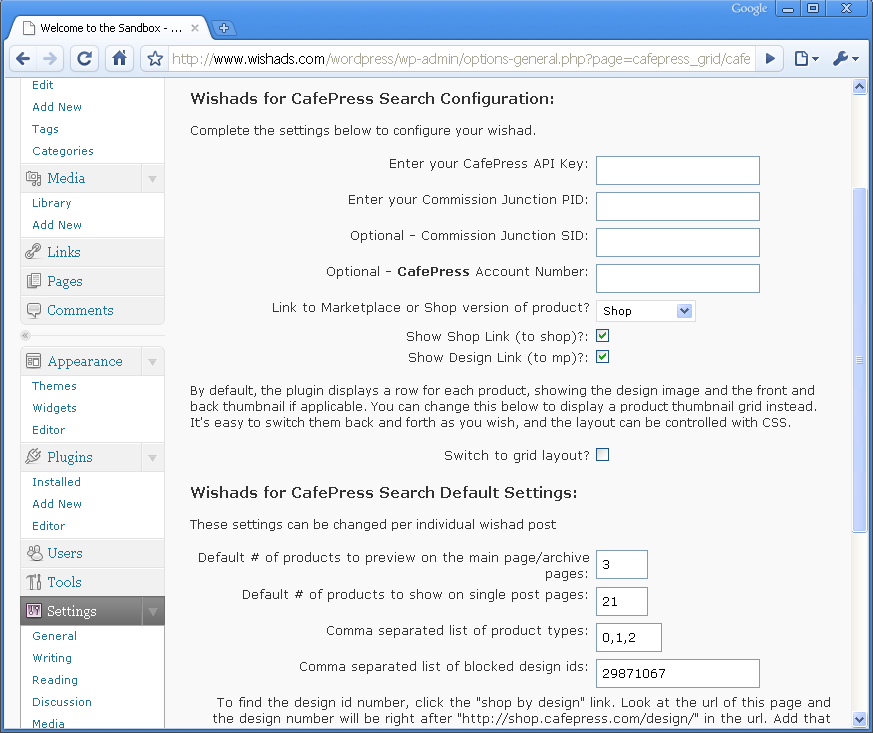 Google
Welcome to the Sandbox - ...
http://www.wishads.com/wordpress/wp-admin/options-general.php?page=cafepress_grid/cafe
Edit
Add New
Tags
Categories
Media
Library
Add New
Links
Pages
Comments
Appearance
Themes
Widgets
Editor
Plugins
Installed
Add New
Editor
Users
Tools
Settings
General
Writing
Reading
Discussion
Media
Wishads for CafePress Search Configuration:
Complete the settings below to configure your wishad.
Enter your CafePress API Key:
Enter your Commission Junction PID:
Optional - Commission Junction SID:
Optional - CafePress Account Number:
Link to Marketplace or Shop version of product? Shop
Show Shop Link (to shop)?:
Show Design Link (to mp)?:
By default, the plugin displays a row for each product, showing the design image and the front and
back thumbnail if applicable. You can change this below to display a product thumbnail grid instead.
It's easy to switch them back and forth as you wish, and the layout can be controlled with CSS.
Switch to grid layout?
Wishads for CafePress Search Default Settings:
These settings can be changed per individual wishad post
Default # of products to preview on the main page/archive
pages: 3
Default # of products to show on single post pages: 21
Comma separated list of product types: 0,1,2
Comma separated list of blocked design ids: 29871067
To find the design id number, click the "shop by design" link. Look at the url of this page and
the design number will be right after "http://shop.cafepress.com/design/" in the url. Add that